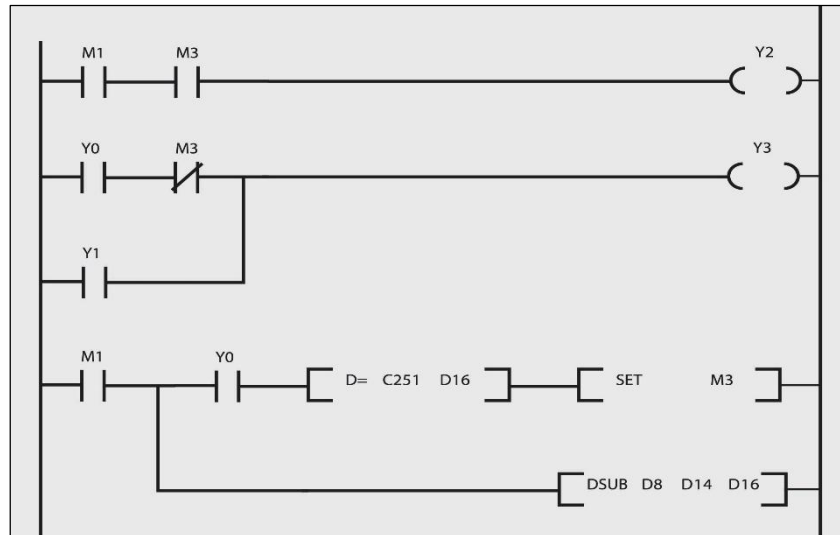 M1 M3 Y2
Y0 M3 Y3
Y1
M1 Y0
D= C251 D16 SET M3
DSUB D8 D14 D16